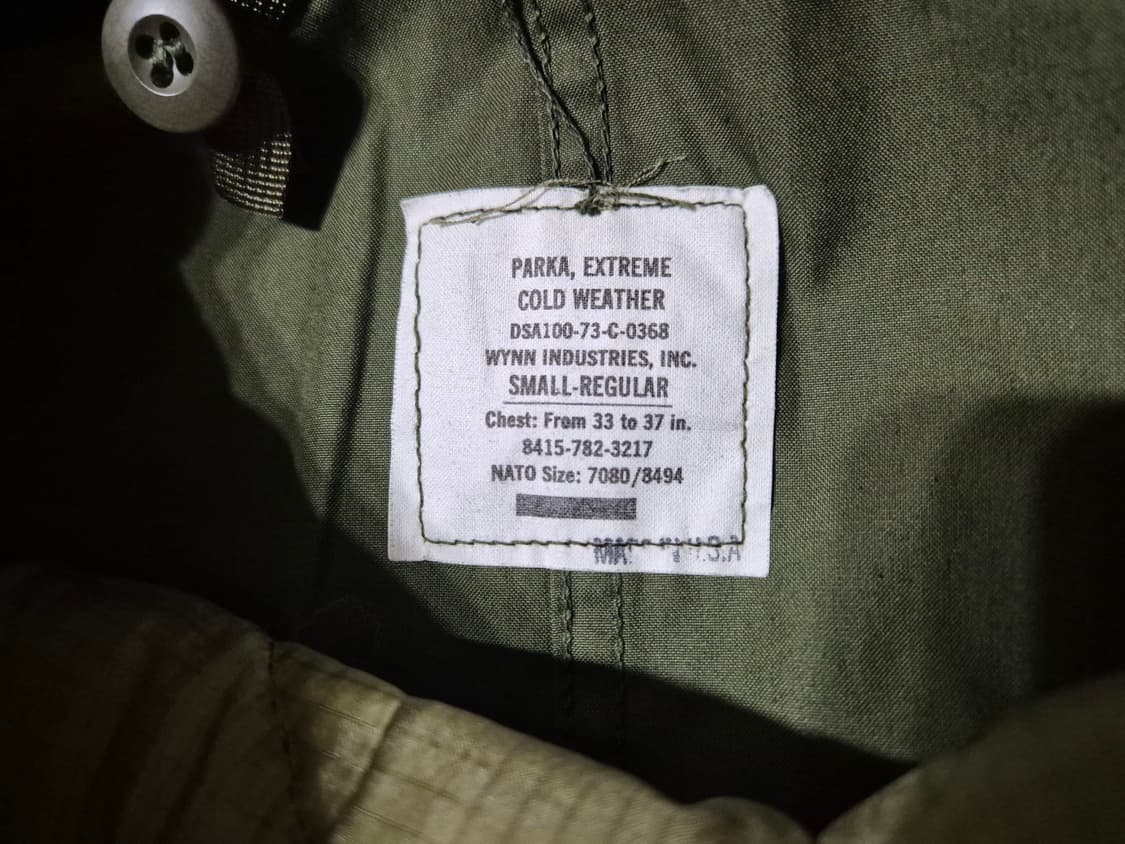 PARKA, EXTREME
COLD WEATHER
DSA100-73-C-0368
WYNN INDUSTRIES, INC.
SMALL-REGULAR
Chest: From 33 to 37 in.
8415-782-3217
NATO Size: 7080/8494
U.S.A